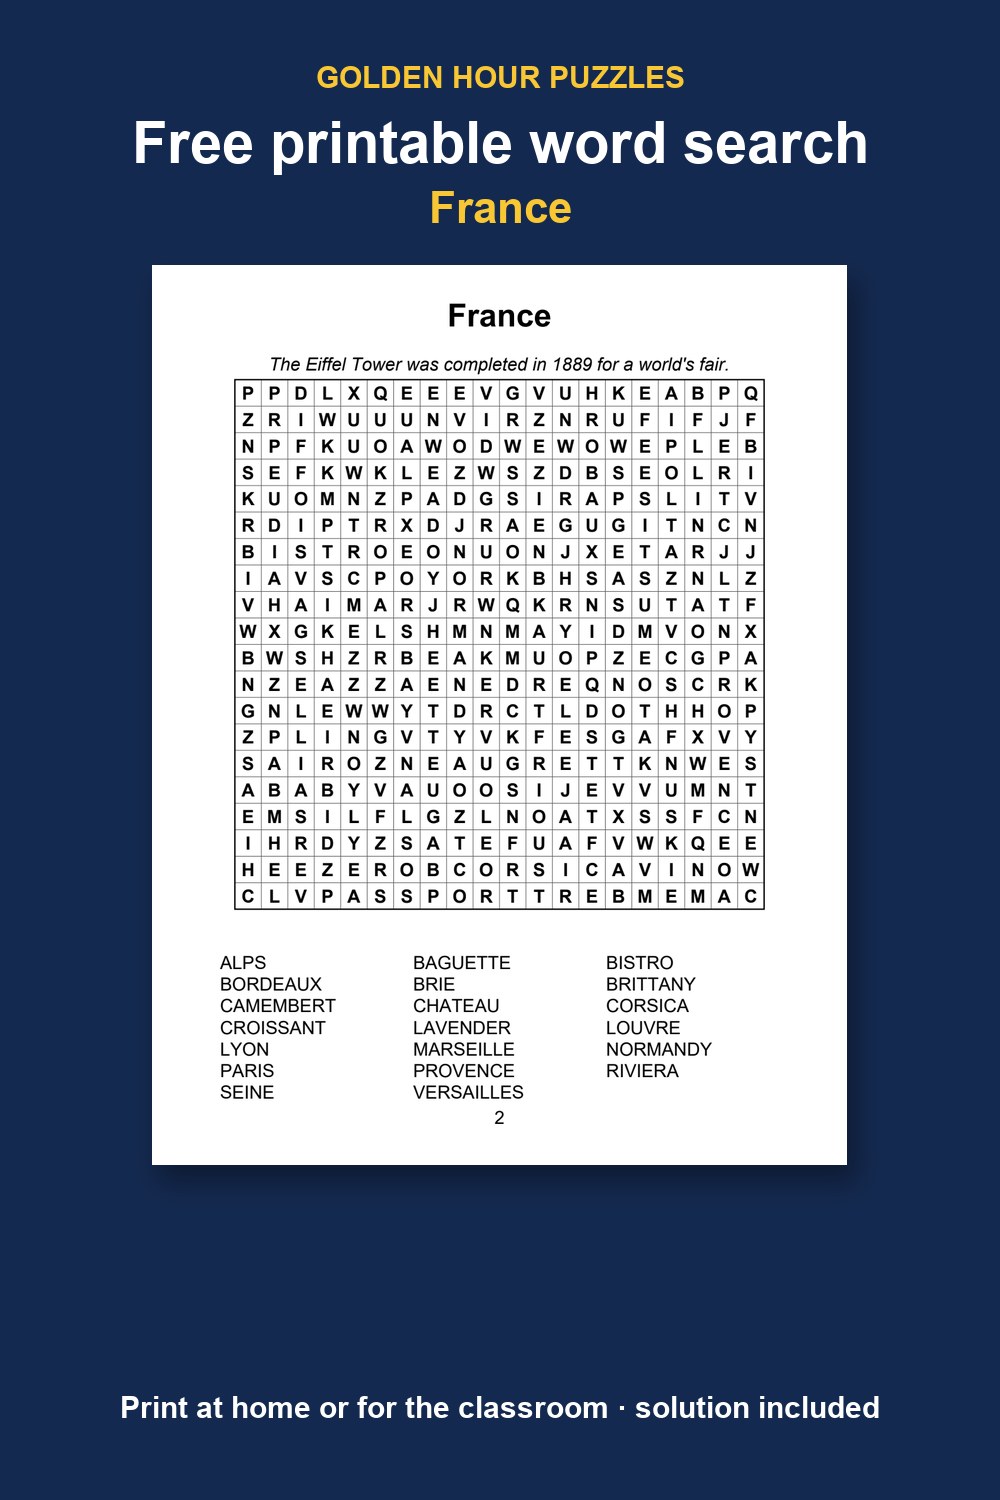 GOLDEN HOUR PUZZLES
Free printable word search
France
France
The Eiffel Tower was completed in 1889 for a world's fair.
P P D L X Q E E E V G V U H K E A B P Q
Z R I W U U U N V I R Z N R U F I F J F
N P F K U O A W O D W E W O W E P L E B
S E F K W K L E Z W S Z D B S E O L R I
K U O M N Z P A D G S I R A P S L I T V
R D I P T R X D J R A E G U G I T N C N
B I S T R O E O N U O N J X E T A R J J
I A V S C P O Y O R K B H S A S Z N L Z
V H A I M A R J R W Q K R N S U T A T F
W X G K E L S H M N M A Y I D M V O N X
B W S H Z R B E A K M U O P Z E C G P A
N Z E A Z Z A E N E D R E Q N O S C R K
G N L E W W Y T D R C T L D O T H H O P
Z P L I N G V T Y V K F E S G A F X V Y
S A I R O Z N E A U G R E T T K N W E S
A B A B Y V A U O O S I J E V V U M N T
E M S I L F L G Z L N O A T X S S F C N
I H R D Y Z S A T E F U A F V W K Q E E
H E E Z E R O B C O R S I C A V I N O W
C L V P A S S P O R T T R E B M E M A C
ALPS BAGUETTE BISTRO
BORDEAUX BRIE BRITTANY
CAMEMBERT CHATEAU CORSICA
CROISSANT LAVENDER LOUVRE
LYON MARSEILLE NORMANDY
PARIS PROVENCE RIVIERA
SEINE VERSAILLES
2
Print at home or for the classroom · solution included